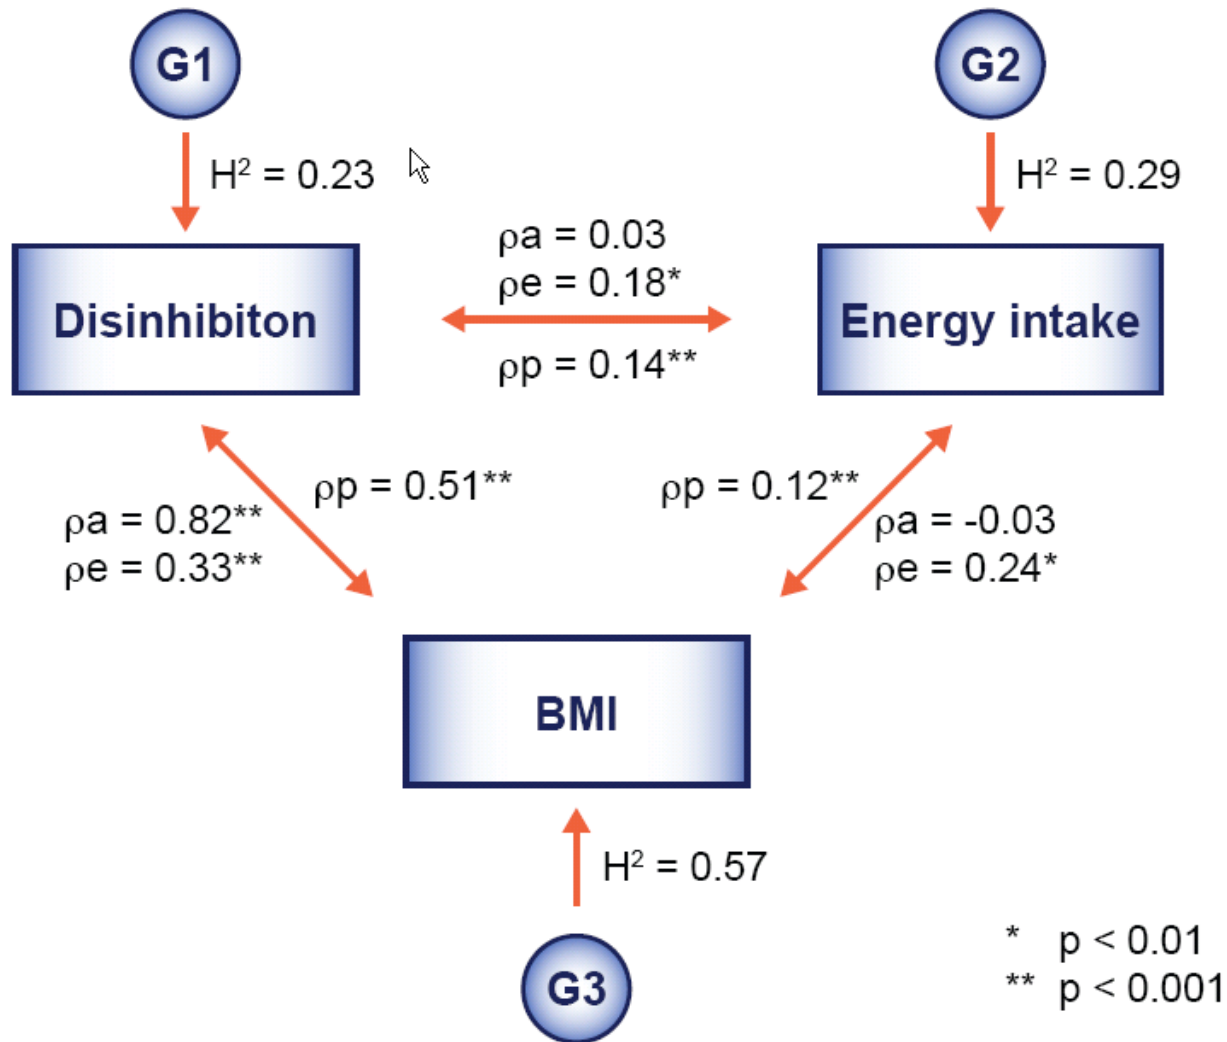 G1
G2
H² = 0.23
H² = 0.29
ρa = 0.03
ρe = 0.18*
Disinhibiton
Energy intake
ρp = 0.14**
ρp = 0.51**
ρp = 0.12**
ρa = 0.82**
ρe = 0.33**
ρa = -0.03
ρe = 0.24*
BMI
H² = 0.57
G3
* p < 0.01
** p < 0.001